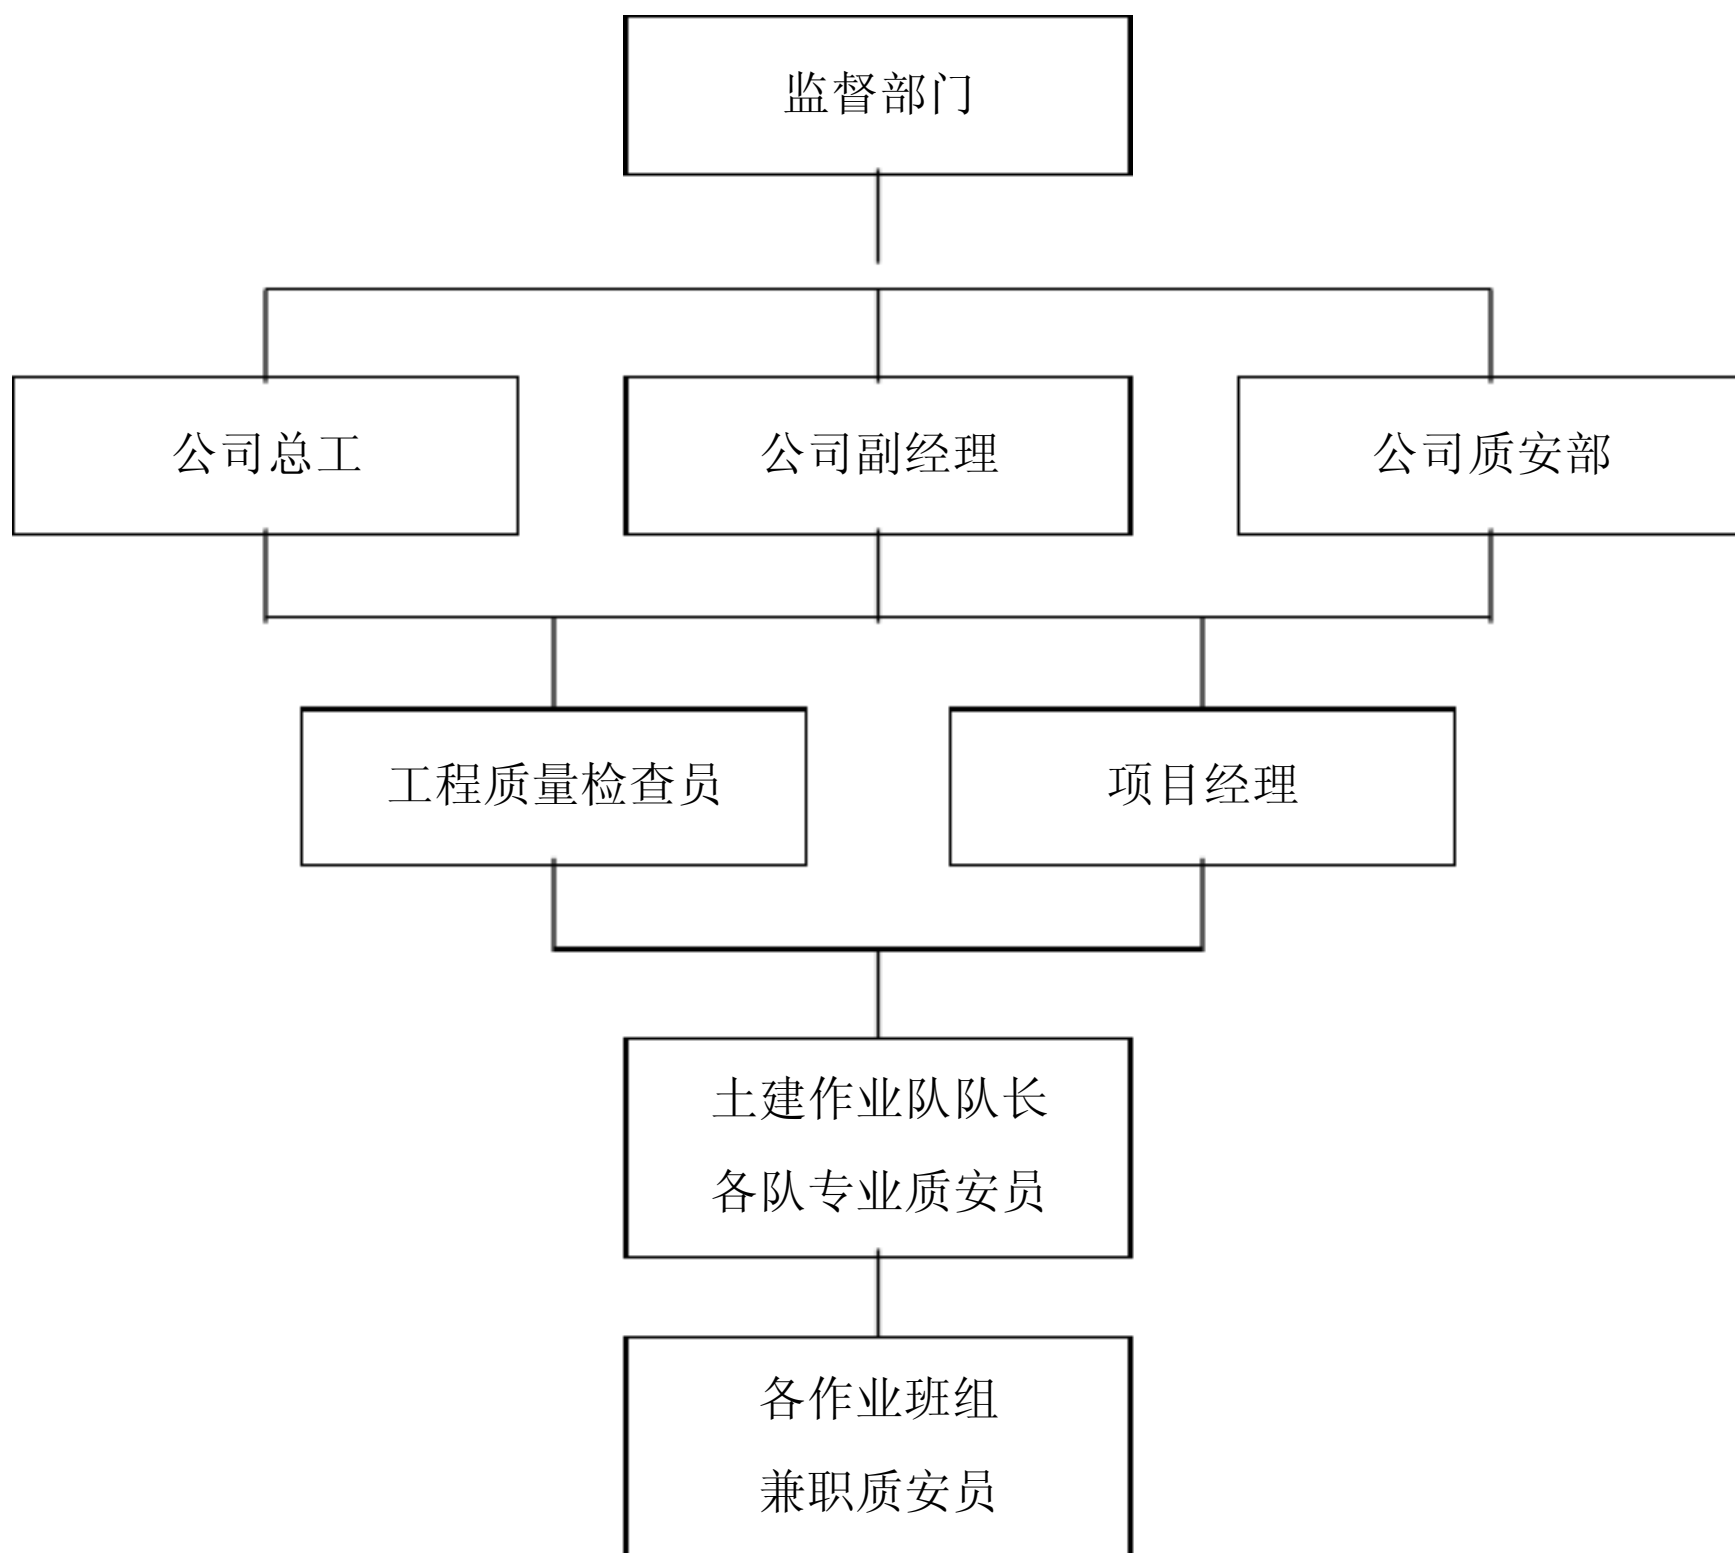 监督部门
公司总工
公司副经理
公司质安部
工程质量检查员
项目经理
土建作业队队长
各队专业质安员
各作业班组
兼职质安员